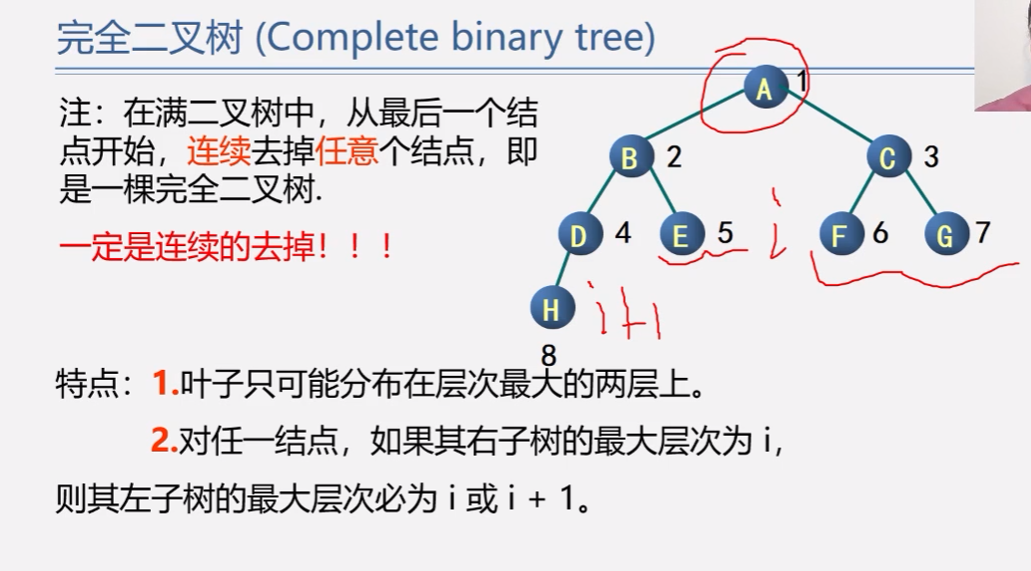 完全二叉树 (Complete binary tree)
注：在满二叉树中，从最后一个结
点开始，连续去掉任意个结点，即
是一棵完全二叉树.
一定是连续的去掉！！！
A 1
B 2
C 3
D 4
E 5
i
F 6
G 7
H
i+1
8
特点：1.叶子只可能分布在层次最大的两层上。
2.对任一结点，如果其右子树的最大层次为 i，
则其左子树的最大层次必为 i 或 i + 1。